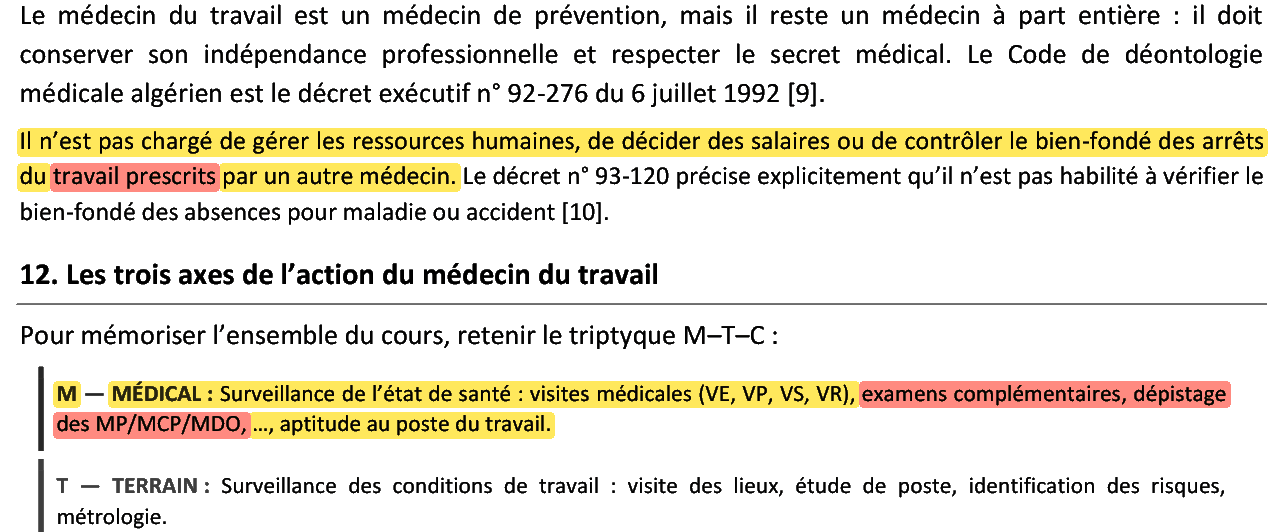 Le médecin du travail est un médecin de prévention, mais il reste un médecin à part entière : il doit
conserver son indépendance professionnelle et respecter le secret médical. Le Code de déontologie
médicale algérien est le décret exécutif n° 92-276 du 6 juillet 1992 [9].
Il n’est pas chargé de gérer les ressources humaines, de décider des salaires ou de contrôler le bien-fondé des arrêts
du travail prescrits par un autre médecin. Le décret n° 93-120 précise explicitement qu’il n’est pas habilité à vérifier le
bien-fondé des absences pour maladie ou accident [10].
12. Les trois axes de l’action du médecin du travail
Pour mémoriser l’ensemble du cours, retenir le triptyque M–T–C :
M — MÉDICAL : Surveillance de l’état de santé : visites médicales (VE, VP, VS, VR), examens complémentaires, dépistage
des MP/MCP/MDO, …, aptitude au poste du travail.
T — TERRAIN : Surveillance des conditions de travail : visite des lieux, étude de poste, identification des risques,
métrologie.